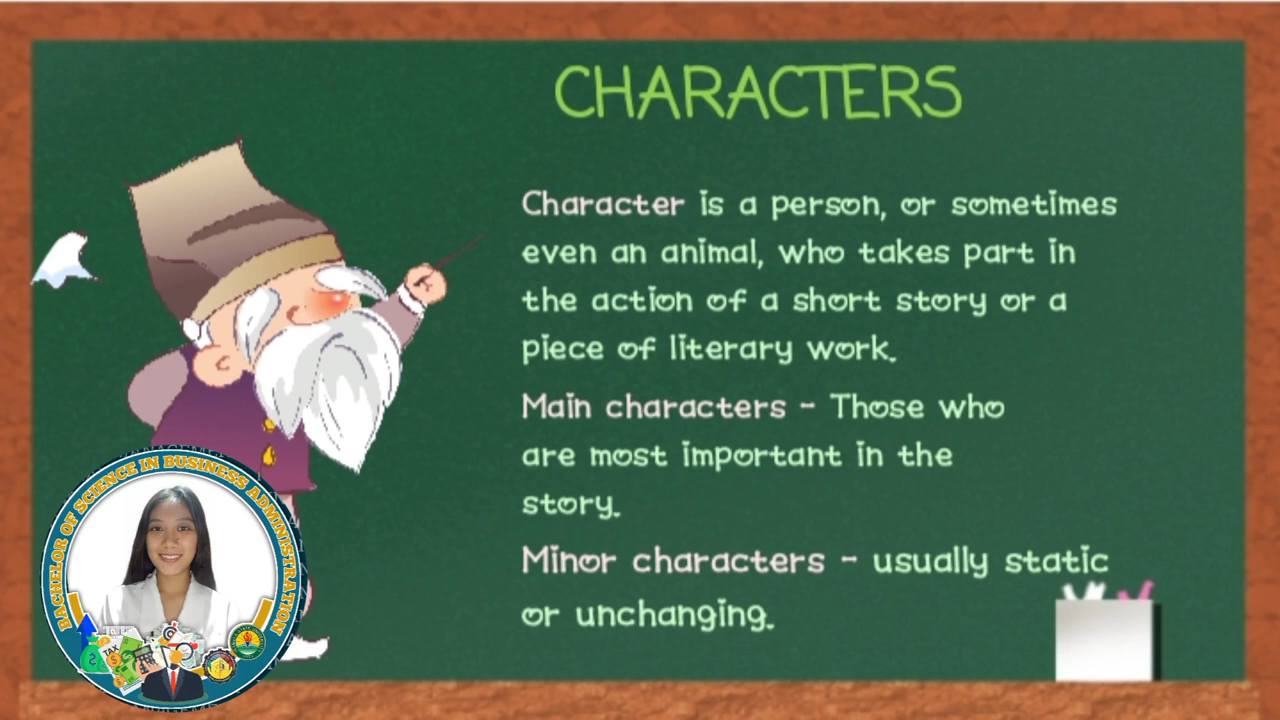 CHARACTERS
Character is a person, or sometimes
even an animal, who takes part in
the action of a short story or a
piece of literary work.
Main characters - Those who
are most important in the
story.
Minor characters - usually static
or unchanging.
BACHELOR OF SCIENCE IN BUSINESS ADMINISTRATION
TAX